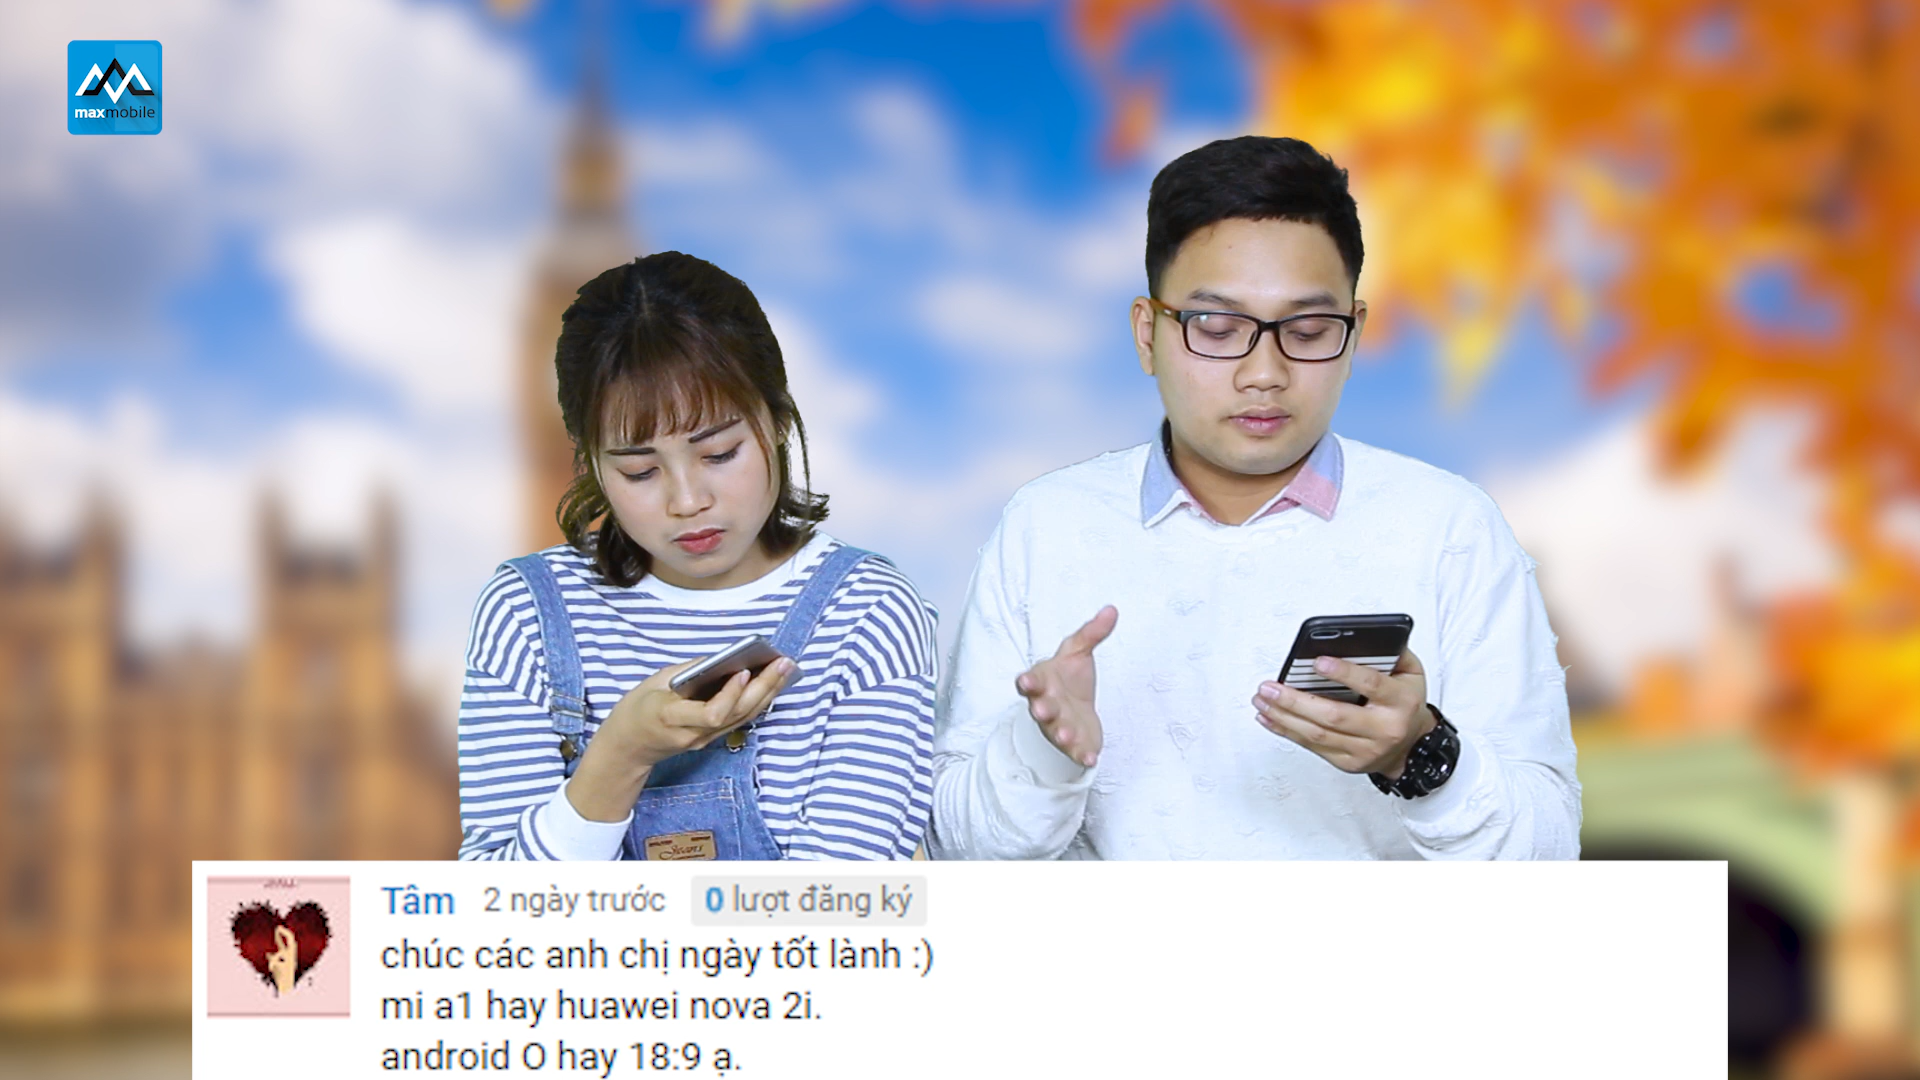 maxmobile
Jeans
Tâm 2 ngày trước 0 lượt đăng ký
chúc các anh chị ngày tốt lành :)
mi a1 hay huawei nova 2i.
android O hay 18:9 ạ.